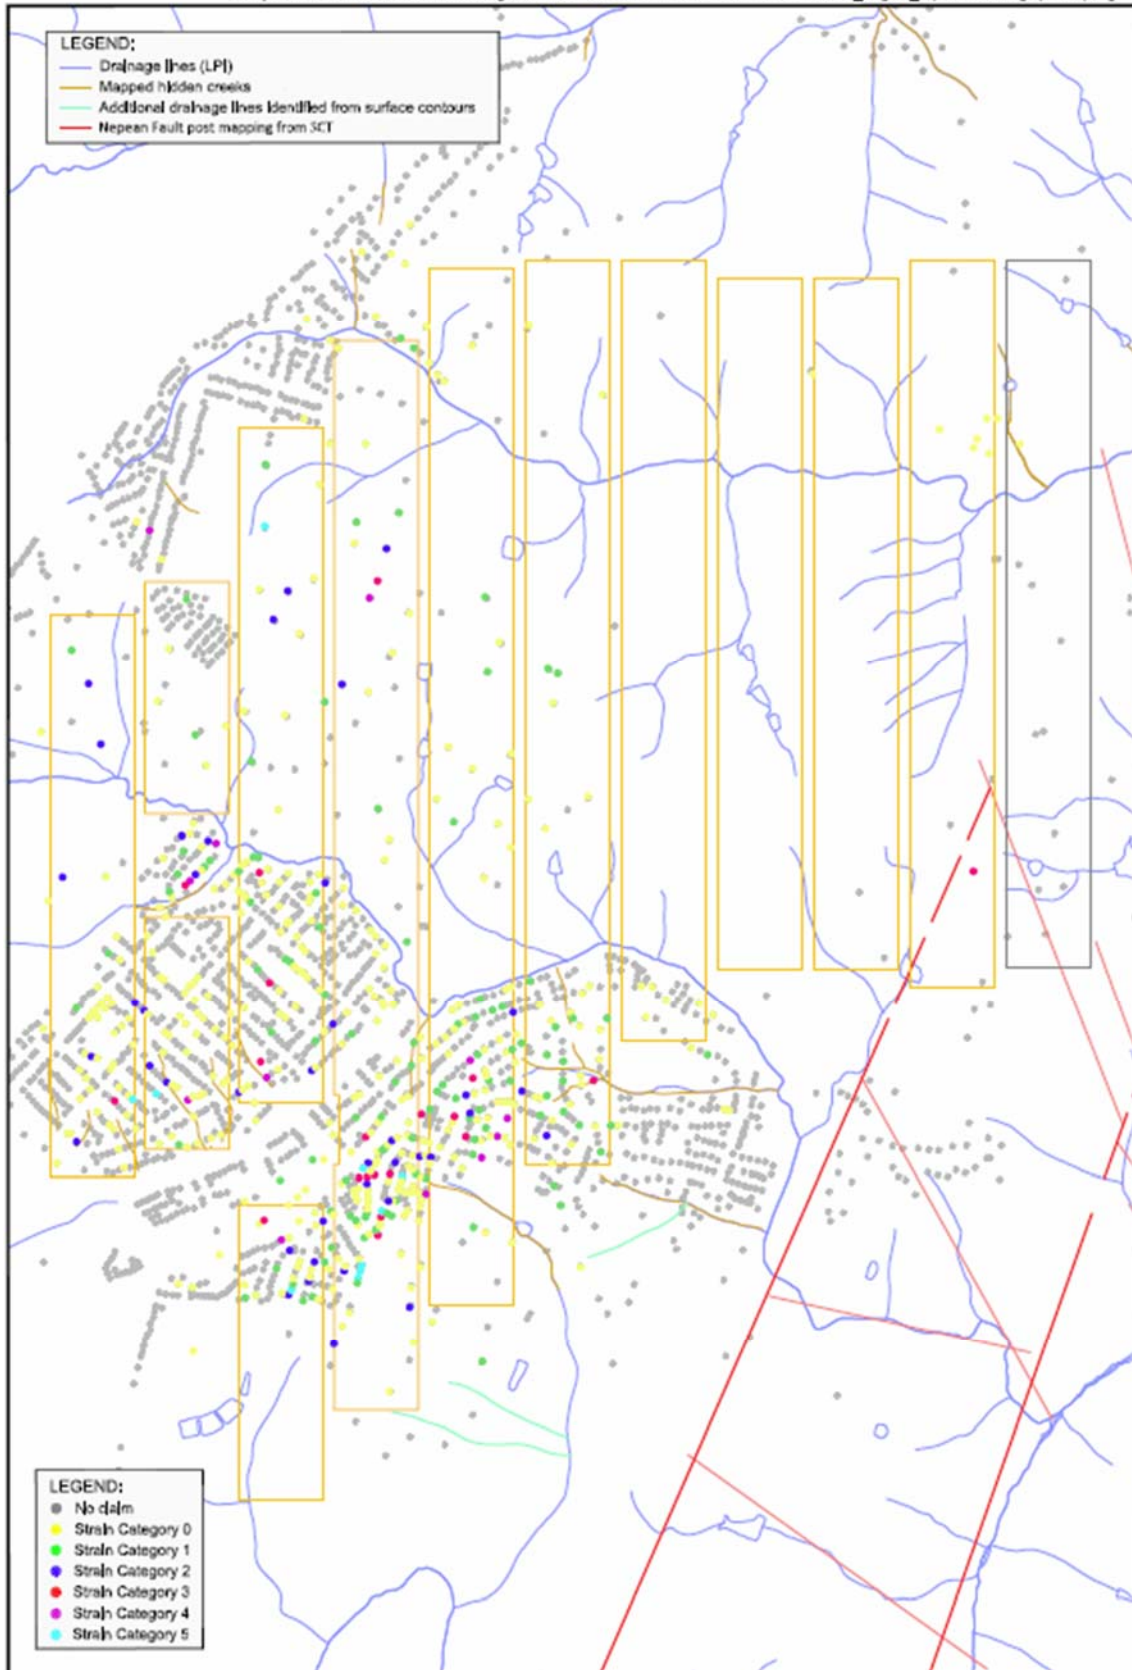 LEGEND:
Drainage lines (LPI)
Mapped hidden creeks
Additional drainage lines identified from surface contours
Nepean Fault post mapping from SCT
LEGEND:
No claim
Strain Category 0
Strain Category 1
Strain Category 2
Strain Category 3
Strain Category 4
Strain Category 5